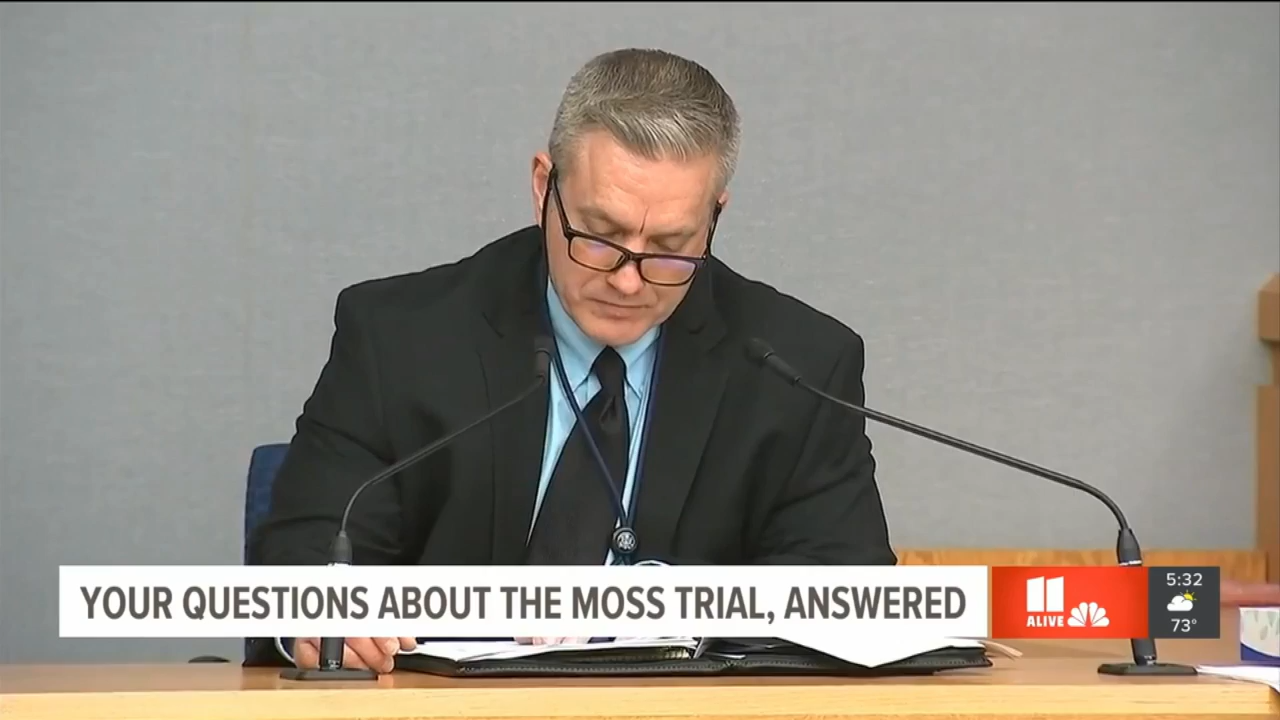 YOUR QUESTIONS ABOUT THE MOSS TRIAL, ANSWERED
11
ALIVE
5:32
73°